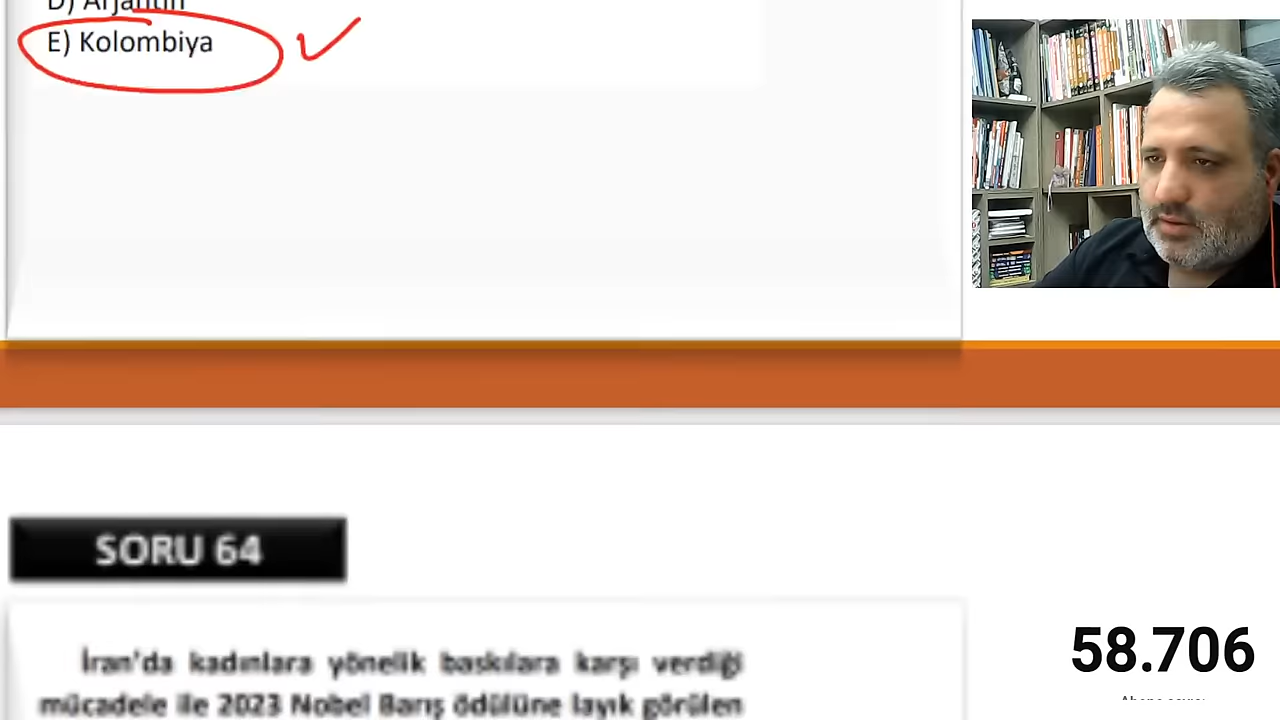 D) Arjantin
E) Kolombiya
SORU 64
İran'da kadınlara yönelik baskılara karşı verdiği
mücadele ile 2023 Nobel Barış ödülüne layık görülen
58.706